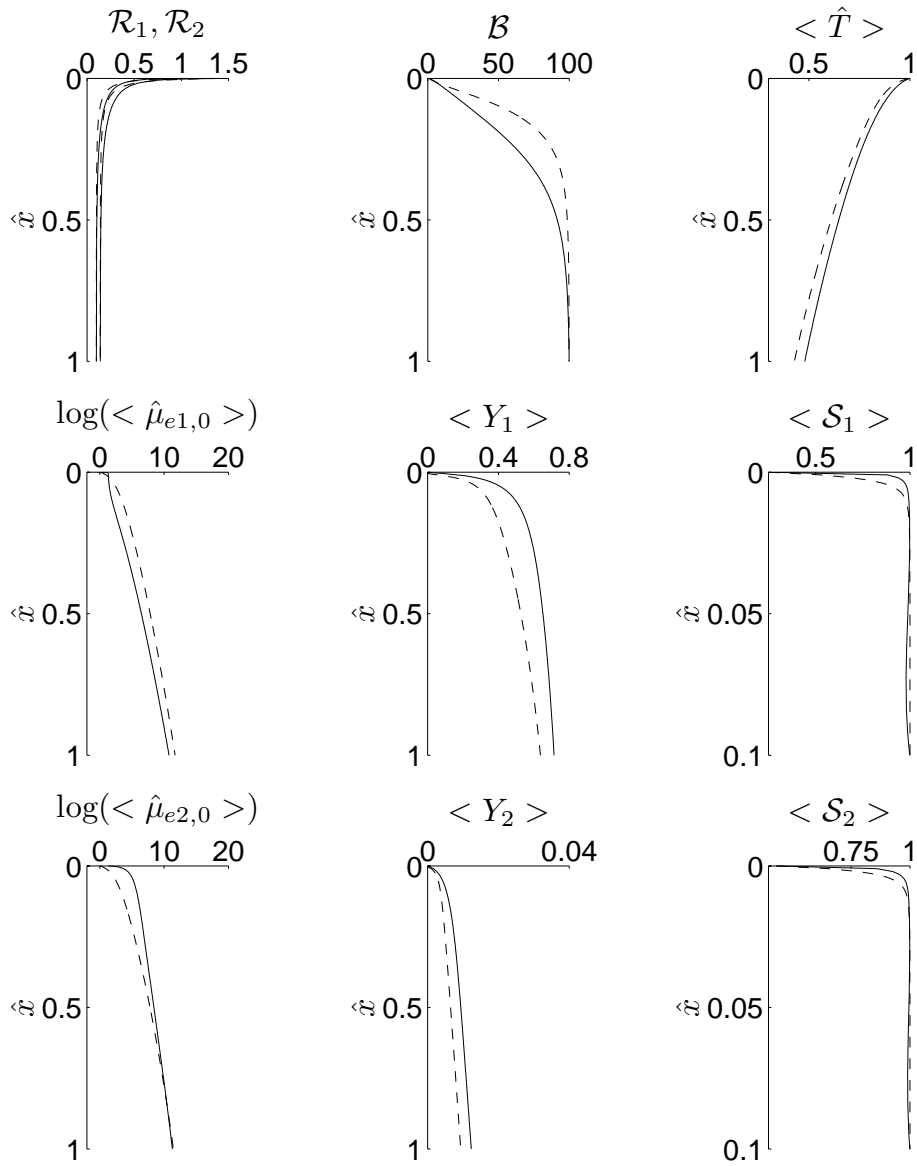 R₁, R₂
0 0.5 1 1.5
0
x̂ 0.5
1
B
0 50 100
0
x̂ 0.5
1
< T̂ >
0.5 1
0
x̂ 0.5
1
log(< μ̂e1,0 >)
0 10 20
0
x̂ 0.5
1
< Y₁ >
0 0.4 0.8
0
x̂ 0.5
1
< S₁ >
0.5 1
0
x̂ 0.05
0.1
log(< μ̂e2,0 >)
0 10 20
0
x̂ 0.5
1
< Y₂ >
0 0.04
0
x̂ 0.5
1
< S₂ >
0.75 1
0
x̂ 0.05
0.1